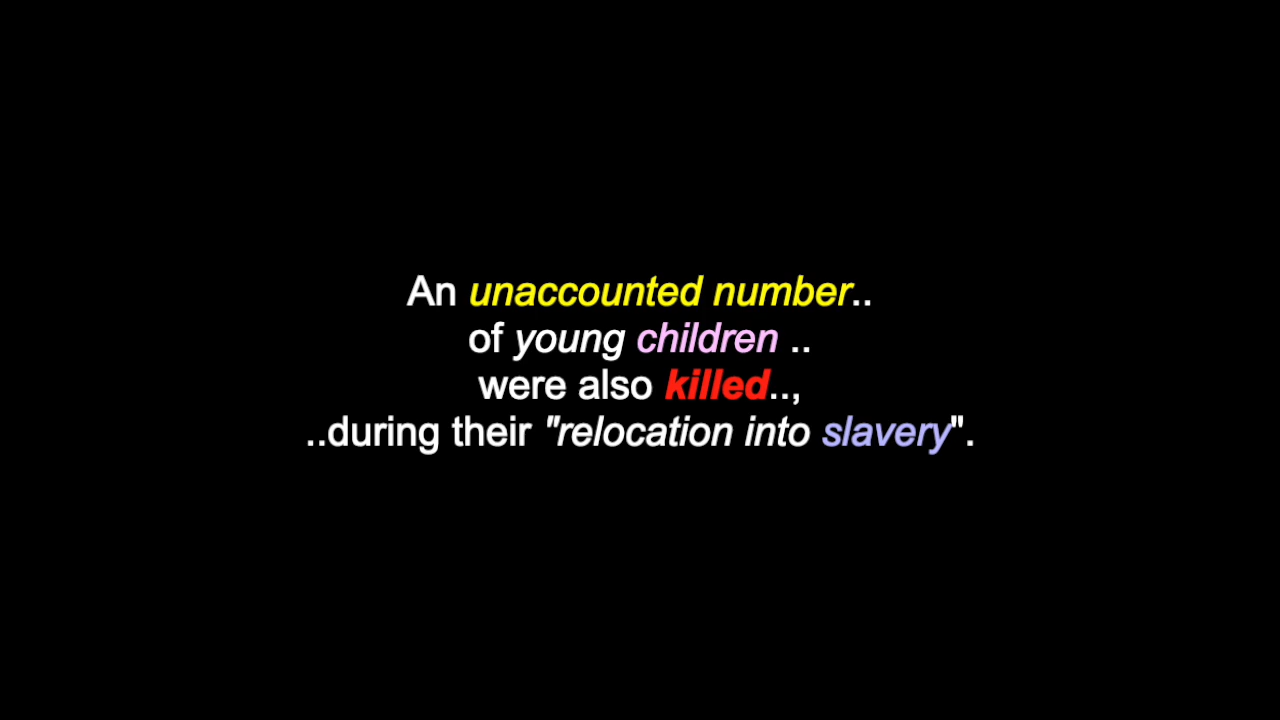 An unaccounted number..
of young children ..
were also killed..,
..during their "relocation into slavery".